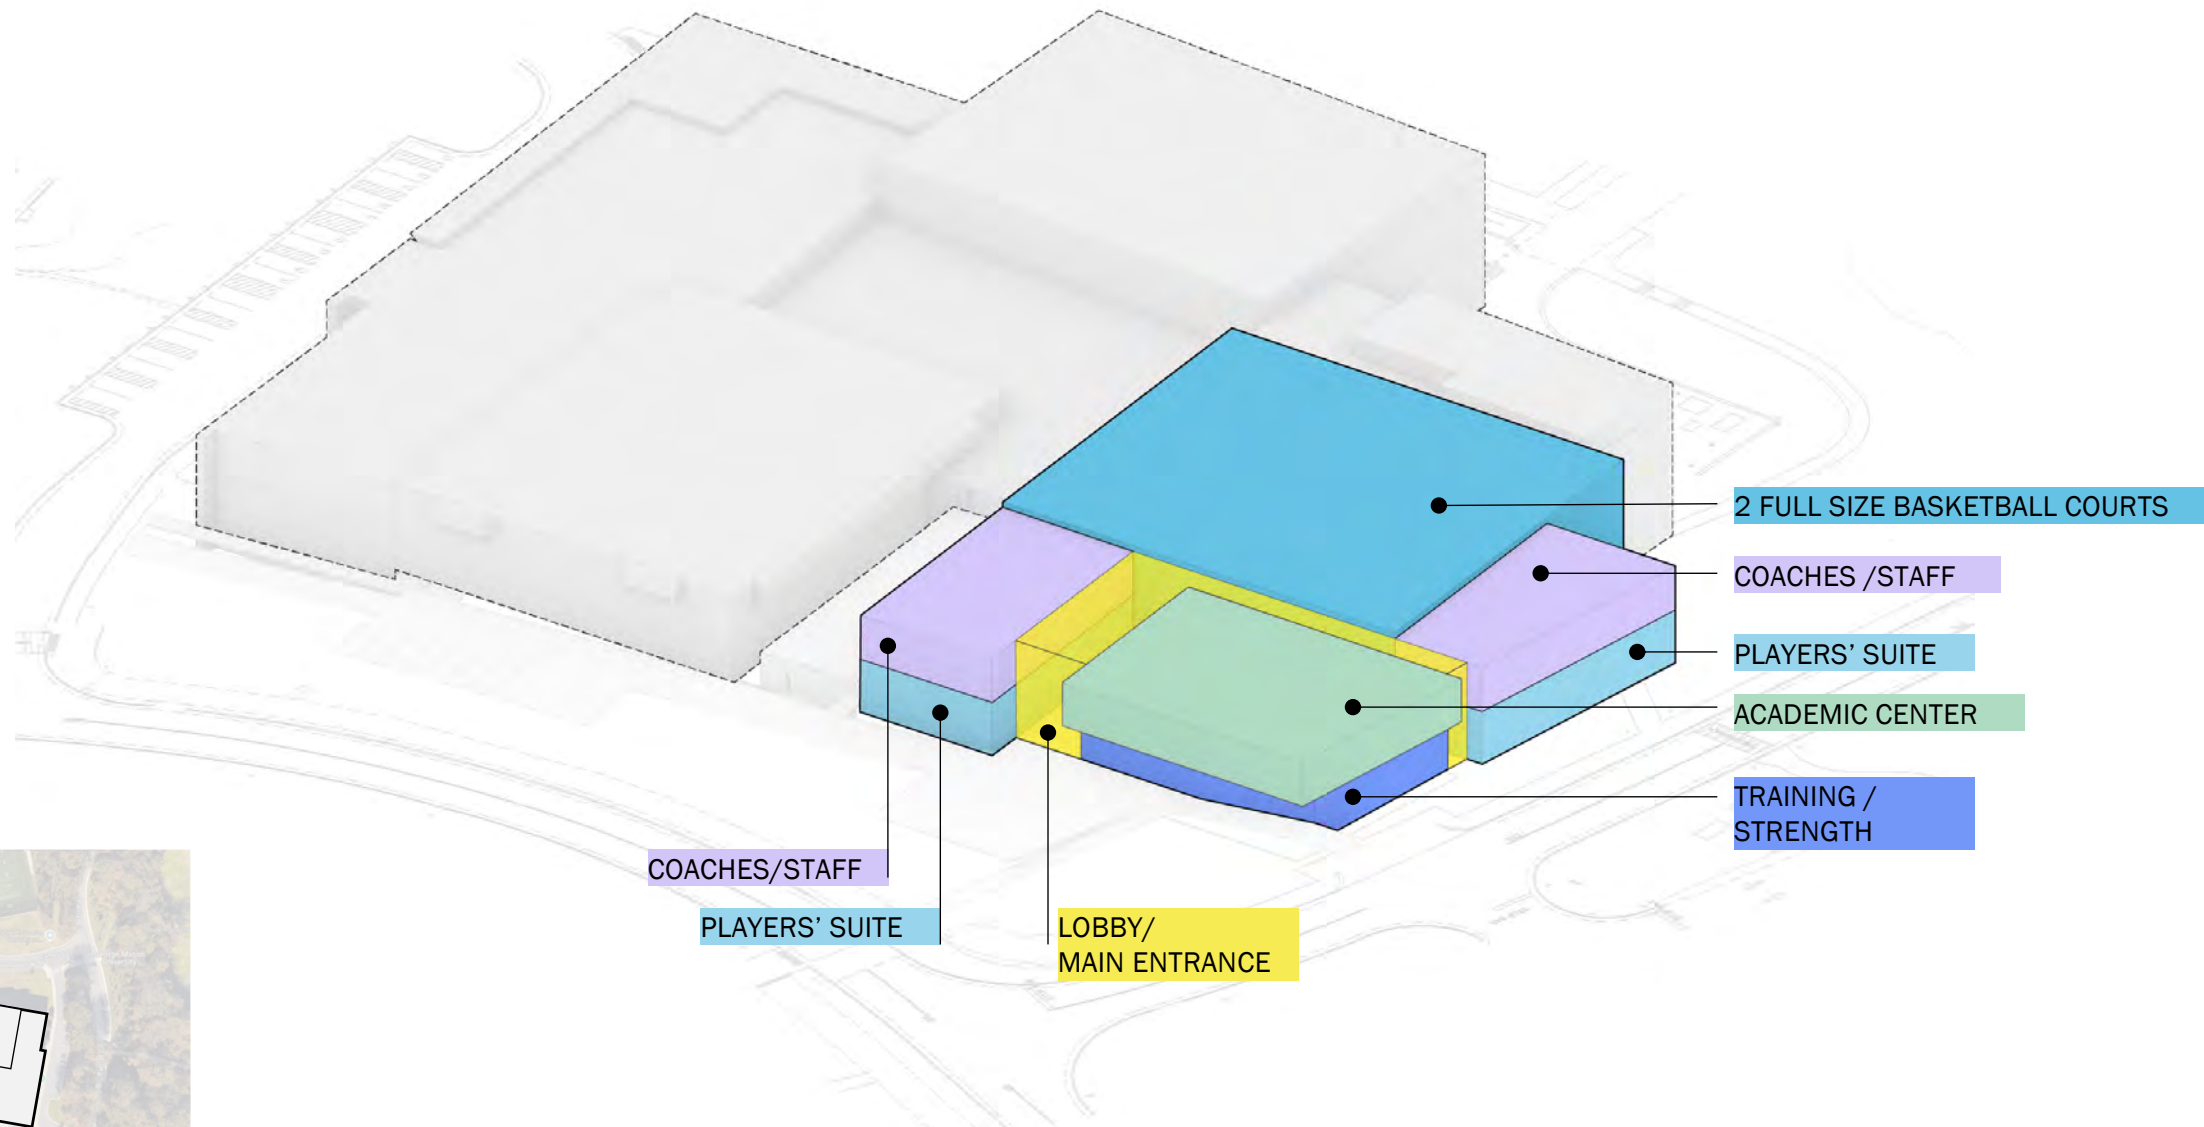 2 FULL SIZE BASKETBALL COURTS
COACHES /STAFF
PLAYERS’ SUITE
ACADEMIC CENTER
TRAINING /
STRENGTH
COACHES/STAFF
PLAYERS’ SUITE
LOBBY/
MAIN ENTRANCE